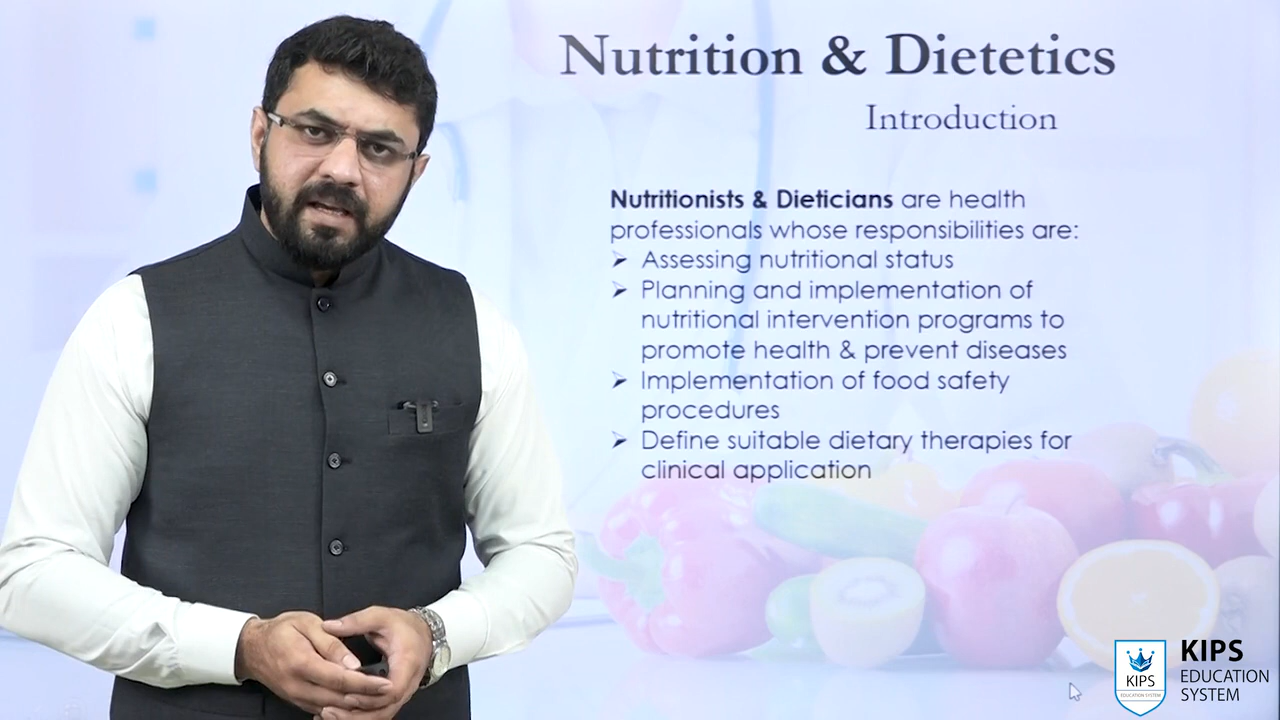 Nutrition & Dietetics
Introduction
Nutritionists & Dieticians are health
professionals whose responsibilities are:
➢ Assessing nutritional status
➢ Planning and implementation of
nutritional intervention programs to
promote health & prevent diseases
➢ Implementation of food safety
procedures
➢ Define suitable dietary therapies for
clinical application
KIPS
EDUCATION SYSTEM
KIPS
EDUCATION
SYSTEM